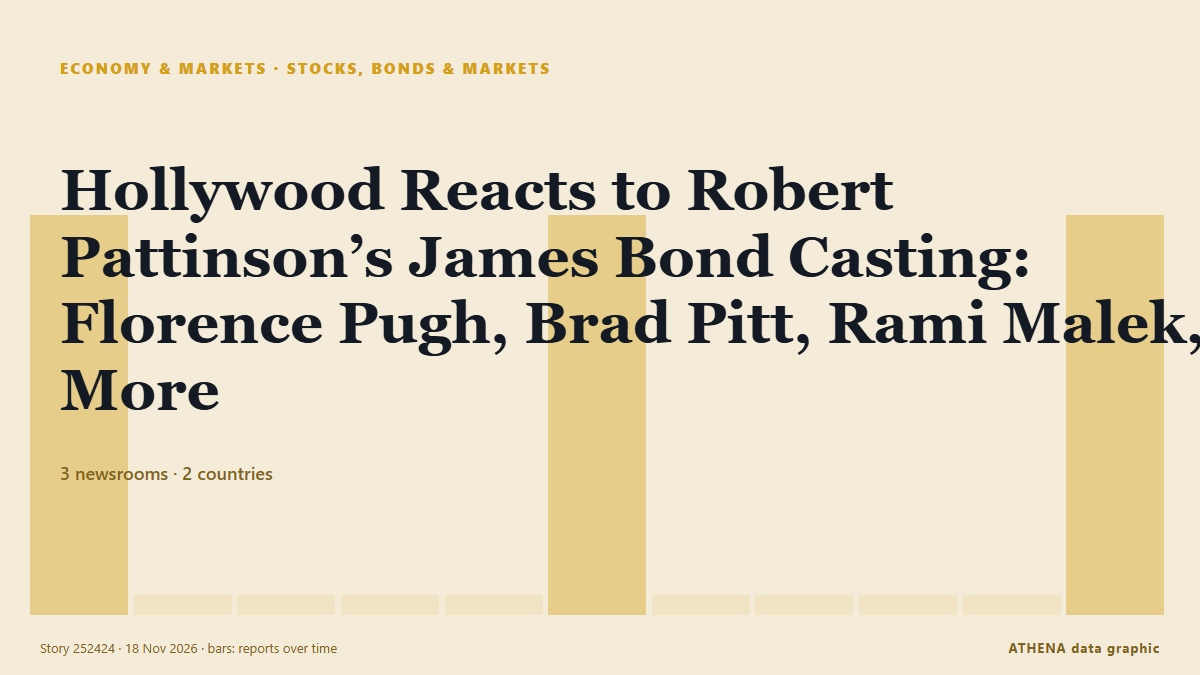 ECONOMY & MARKETS · STOCKS, BONDS & MARKETS
Hollywood Reacts to Robert
Pattinson’s James Bond Casting:
Florence Pugh, Brad Pitt, Rami Malek,
More
3 newsrooms · 2 countries
Story 252424 · 18 Nov 2026 · bars: reports over time
ATHENA data graphic